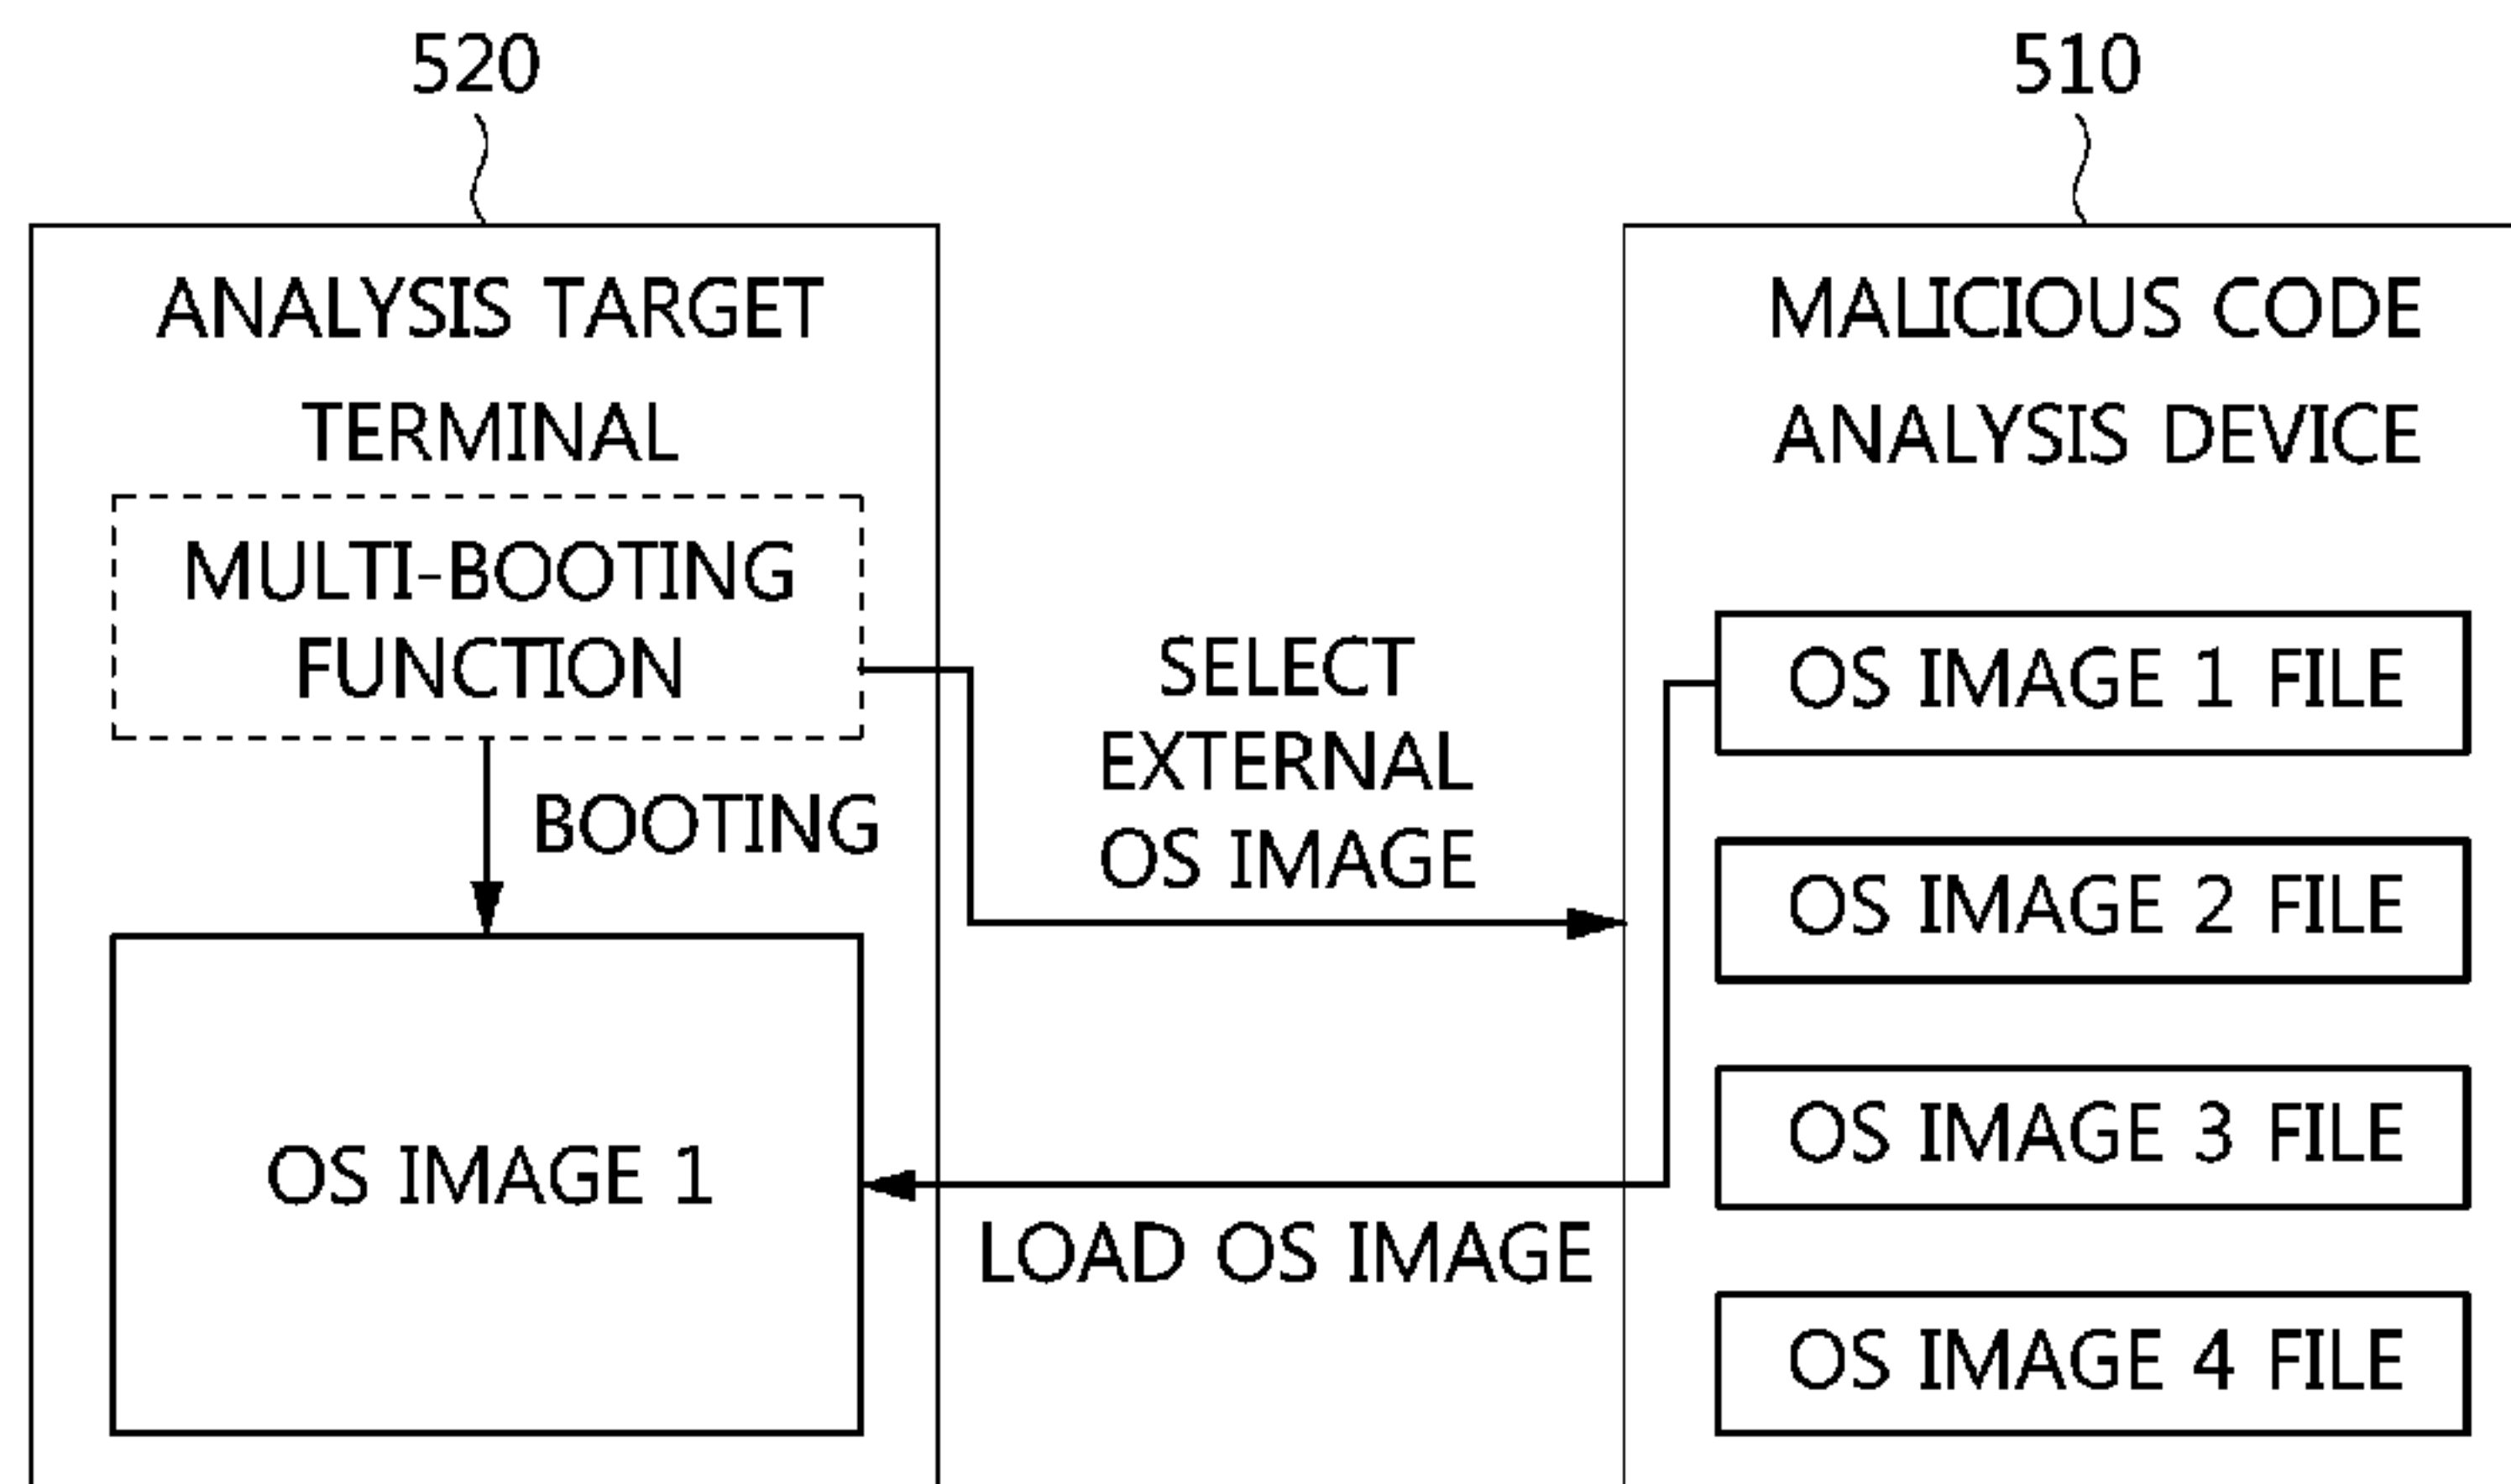 520
510
ANALYSIS TARGET
TERMINAL
MULTI-BOOTING
FUNCTION
BOOTING
OS IMAGE 1
SELECT
EXTERNAL
OS IMAGE
LOAD OS IMAGE
MALICIOUS CODE
ANALYSIS DEVICE
OS IMAGE 1 FILE
OS IMAGE 2 FILE
OS IMAGE 3 FILE
OS IMAGE 4 FILE